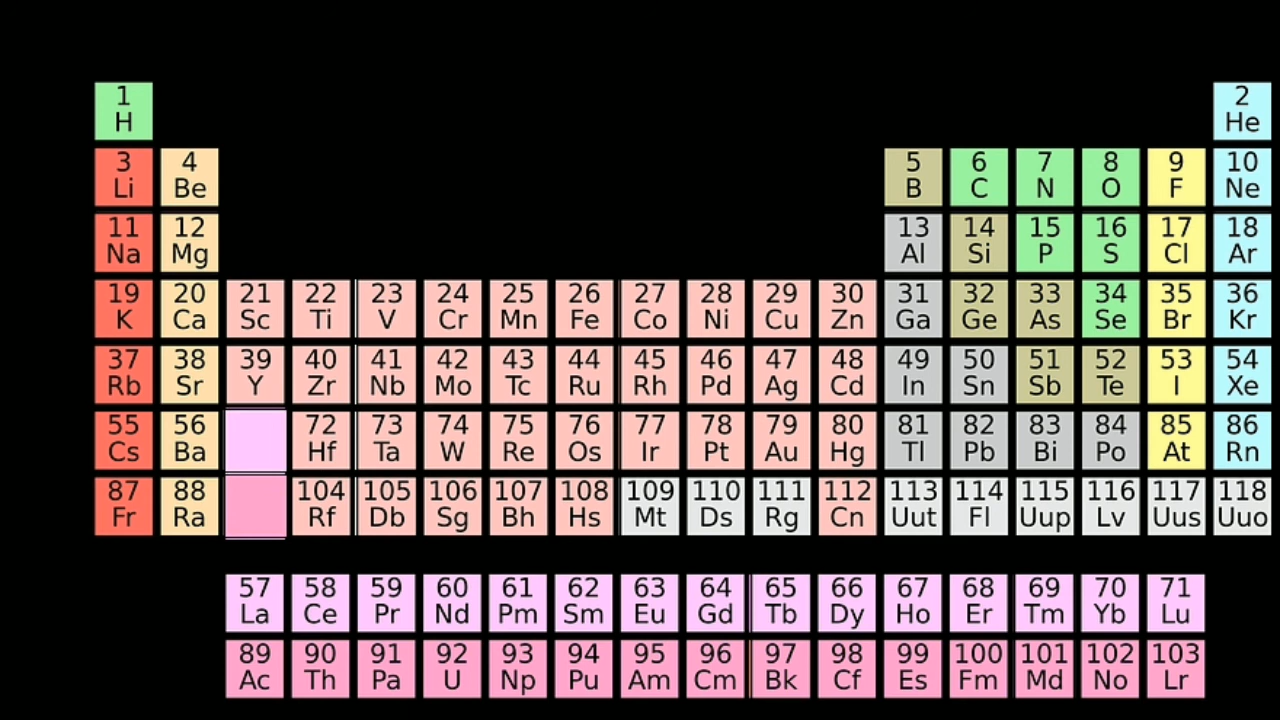 1 2
H He
3 4 5 6 7 8 9 10
Li Be B C N O F Ne
11 12 13 14 15 16 17 18
Na Mg Al Si P S Cl Ar
19 20 21 22 23 24 25 26 27 28 29 30 31 32 33 34 35 36
K Ca Sc Ti V Cr Mn Fe Co Ni Cu Zn Ga Ge As Se Br Kr
37 38 39 40 41 42 43 44 45 46 47 48 49 50 51 52 53 54
Rb Sr Y Zr Nb Mo Tc Ru Rh Pd Ag Cd In Sn Sb Te I Xe
55 56 72 73 74 75 76 77 78 79 80 81 82 83 84 85 86
Cs Ba Hf Ta W Re Os Ir Pt Au Hg Tl Pb Bi Po At Rn
87 88 104 105 106 107 108 109 110 111 112 113 114 115 116 117 118
Fr Ra Rf Db Sg Bh Hs Mt Ds Rg Cn Uut Fl Uup Lv Uus Uuo
57 58 59 60 61 62 63 64 65 66 67 68 69 70 71
La Ce Pr Nd Pm Sm Eu Gd Tb Dy Ho Er Tm Yb Lu
89 90 91 92 93 94 95 96 97 98 99 100 101 102 103
Ac Th Pa U Np Pu Am Cm Bk Cf Es Fm Md No Lr